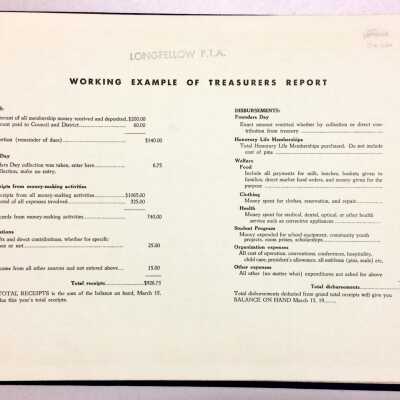 LONGFELLOW P.T.A.
WORKING EXAMPLE OF TREASURERS REPORT
amount of all membership money received and deposited, $200.00
amount paid to Council and District 60.00
portion (remainder of dues) $140.00
Day
Founders Day collection was taken, enter here 6.75
collection, make no entry.
Receipts from money-making activities
receipts from all money-making activities $1065.00
total of all expenses involved 325.00
proceeds from money-making activities 740.00
Donations
gifts and direct contributions, whether for specific
purpose or not 25.00
income from all other sources and not entered above 15.00
Total receipts $926.75
TOTAL RECEIPTS is the sum of the balance on hand, March 15,
plus this year's total receipts.
DISBURSEMENTS:
Founders Day
Exact amount remitted whether by collection or direct con-
tribution from treasury
Honorary Life Memberships
Total Honorary Life Memberships purchased. Do not include
cost of pins
Welfare
Food
Include all payments for milk, lunches, baskets given to
families, direct market food orders, and money given for the
purpose
Clothing
Money spent for clothes, reservation, and repair
Health
Money spent for medical, dental, optical, or other health
service such as corrective appliances
Student Program
Money expended for school equipment, community youth
projects, room prizes, scholarships
Organization expenses
All cost of operation, conventions, conferences, hospitality,
child care, president's allowance, all emblems (pins, seals) etc.
Other expenses
All other (no matter what) expenditures not asked for above
Total disbursements
Total disbursements deducted from grand total receipts will give you
BALANCE ON HAND March 15, 19